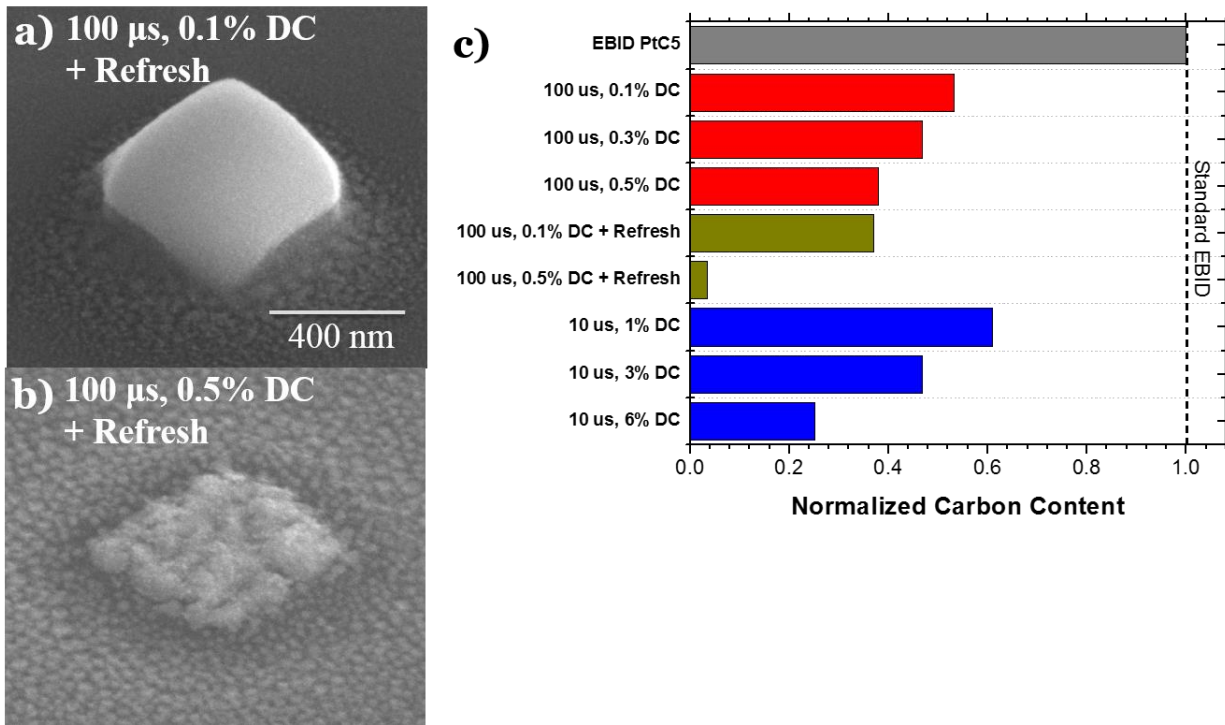 a) 100 μs, 0.1% DC
+ Refresh
400 nm
b) 100 μs, 0.5% DC
+ Refresh
c)
EBID PtC5
100 us, 0.1% DC
100 us, 0.3% DC
100 us, 0.5% DC
100 us, 0.1% DC + Refresh
100 us, 0.5% DC + Refresh
10 us, 1% DC
10 us, 3% DC
10 us, 6% DC
Standard EBID
0.0 0.2 0.4 0.6 0.8 1.0
Normalized Carbon Content